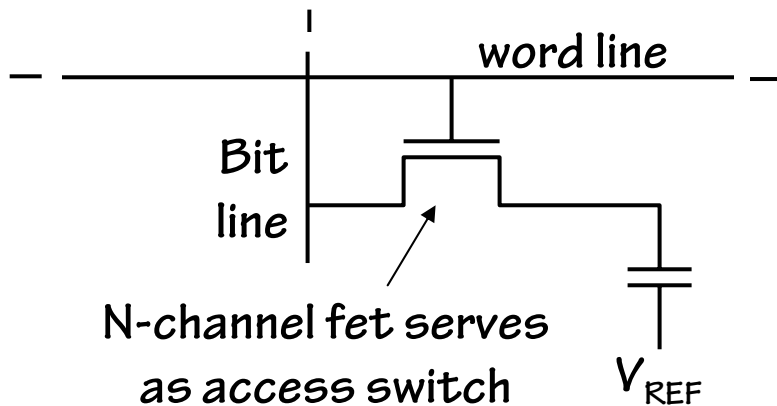 word line
Bit
line
N-channel fet serves
as access switch
VREF